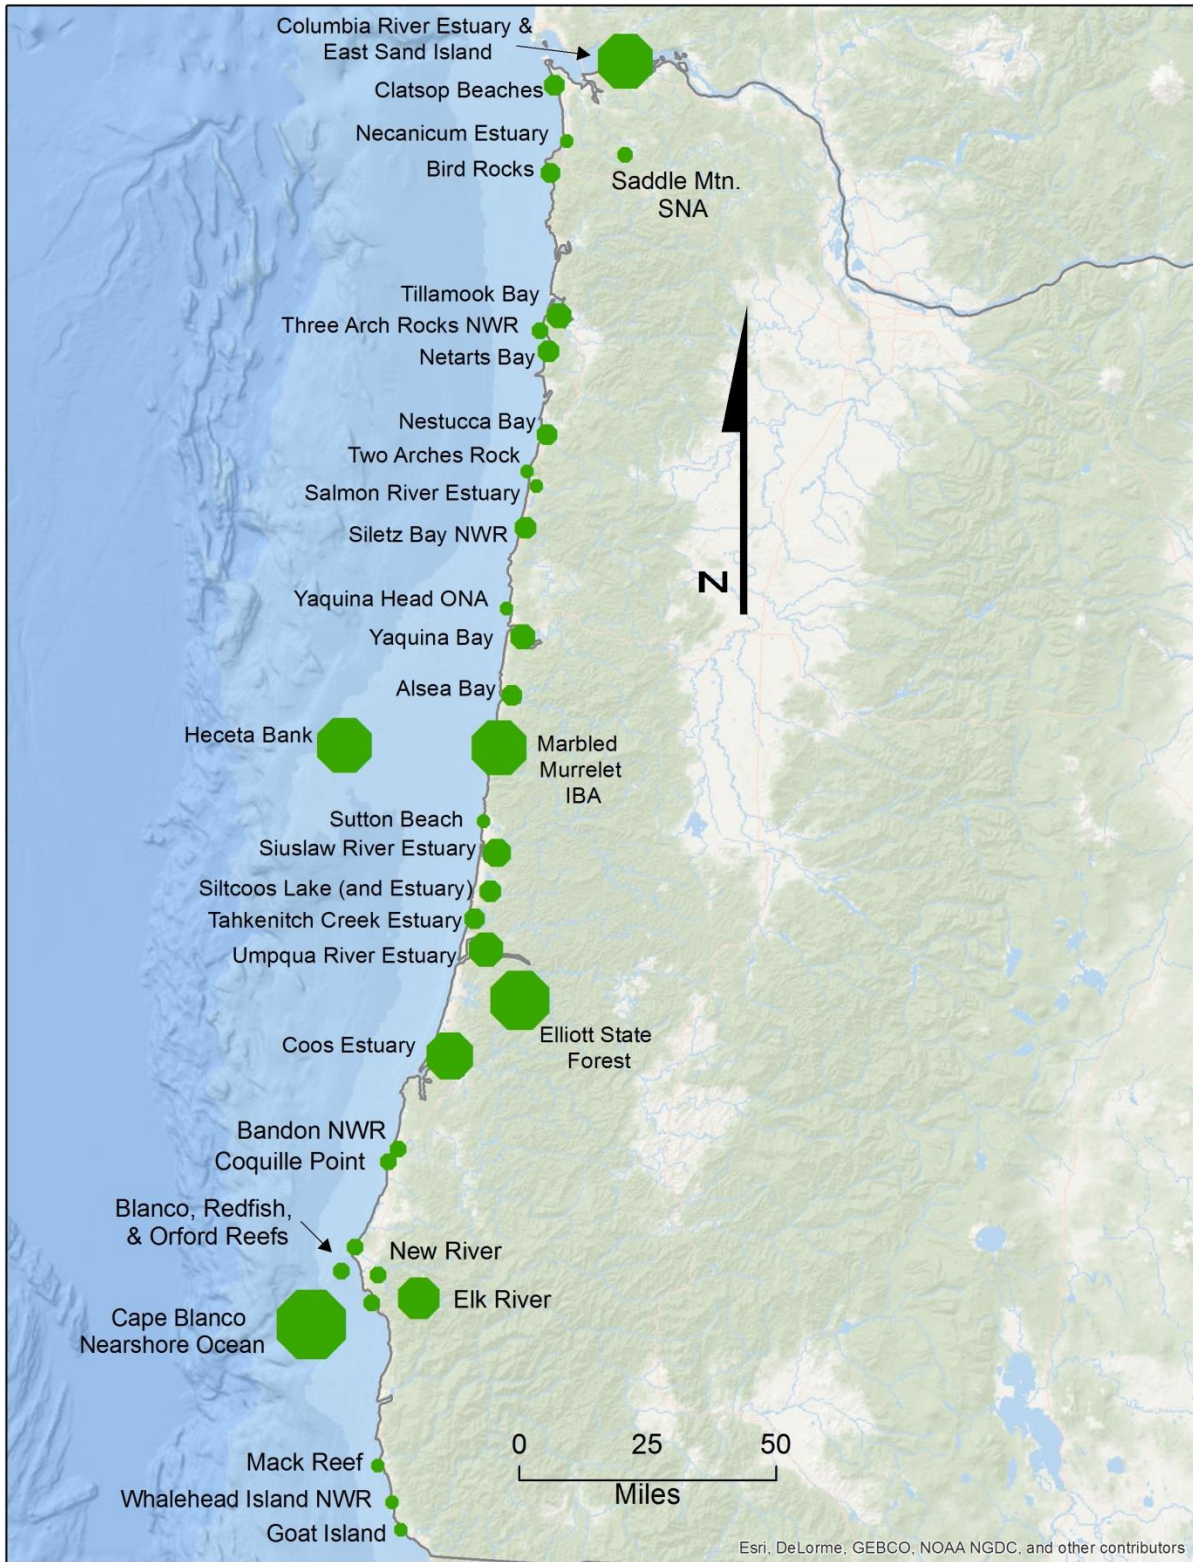 Columbia River Estuary &
East Sand Island
Clatsop Beaches
Necanicum Estuary
Bird Rocks
Saddle Mtn.
SNA
Tillamook Bay
Three Arch Rocks NWR
Netarts Bay
Nestucca Bay
Two Arches Rock
Salmon River Estuary
Siletz Bay NWR
N
Yaquina Head ONA
Yaquina Bay
Alsea Bay
Heceta Bank
Marbled
Murrelet
IBA
Sutton Beach
Siuslaw River Estuary
Siltcoos Lake (and Estuary)
Tahkenitch Creek Estuary
Umpqua River Estuary
Elliott State
Forest
Coos Estuary
Bandon NWR
Coquille Point
Blanco, Redfish,
& Orford Reefs
New River
Elk River
Cape Blanco
Nearshore Ocean
0 25 50
Miles
Mack Reef
Whalehead Island NWR
Goat Island
Esri, DeLorme, GEBCO, NOAA NGDC, and other contributors